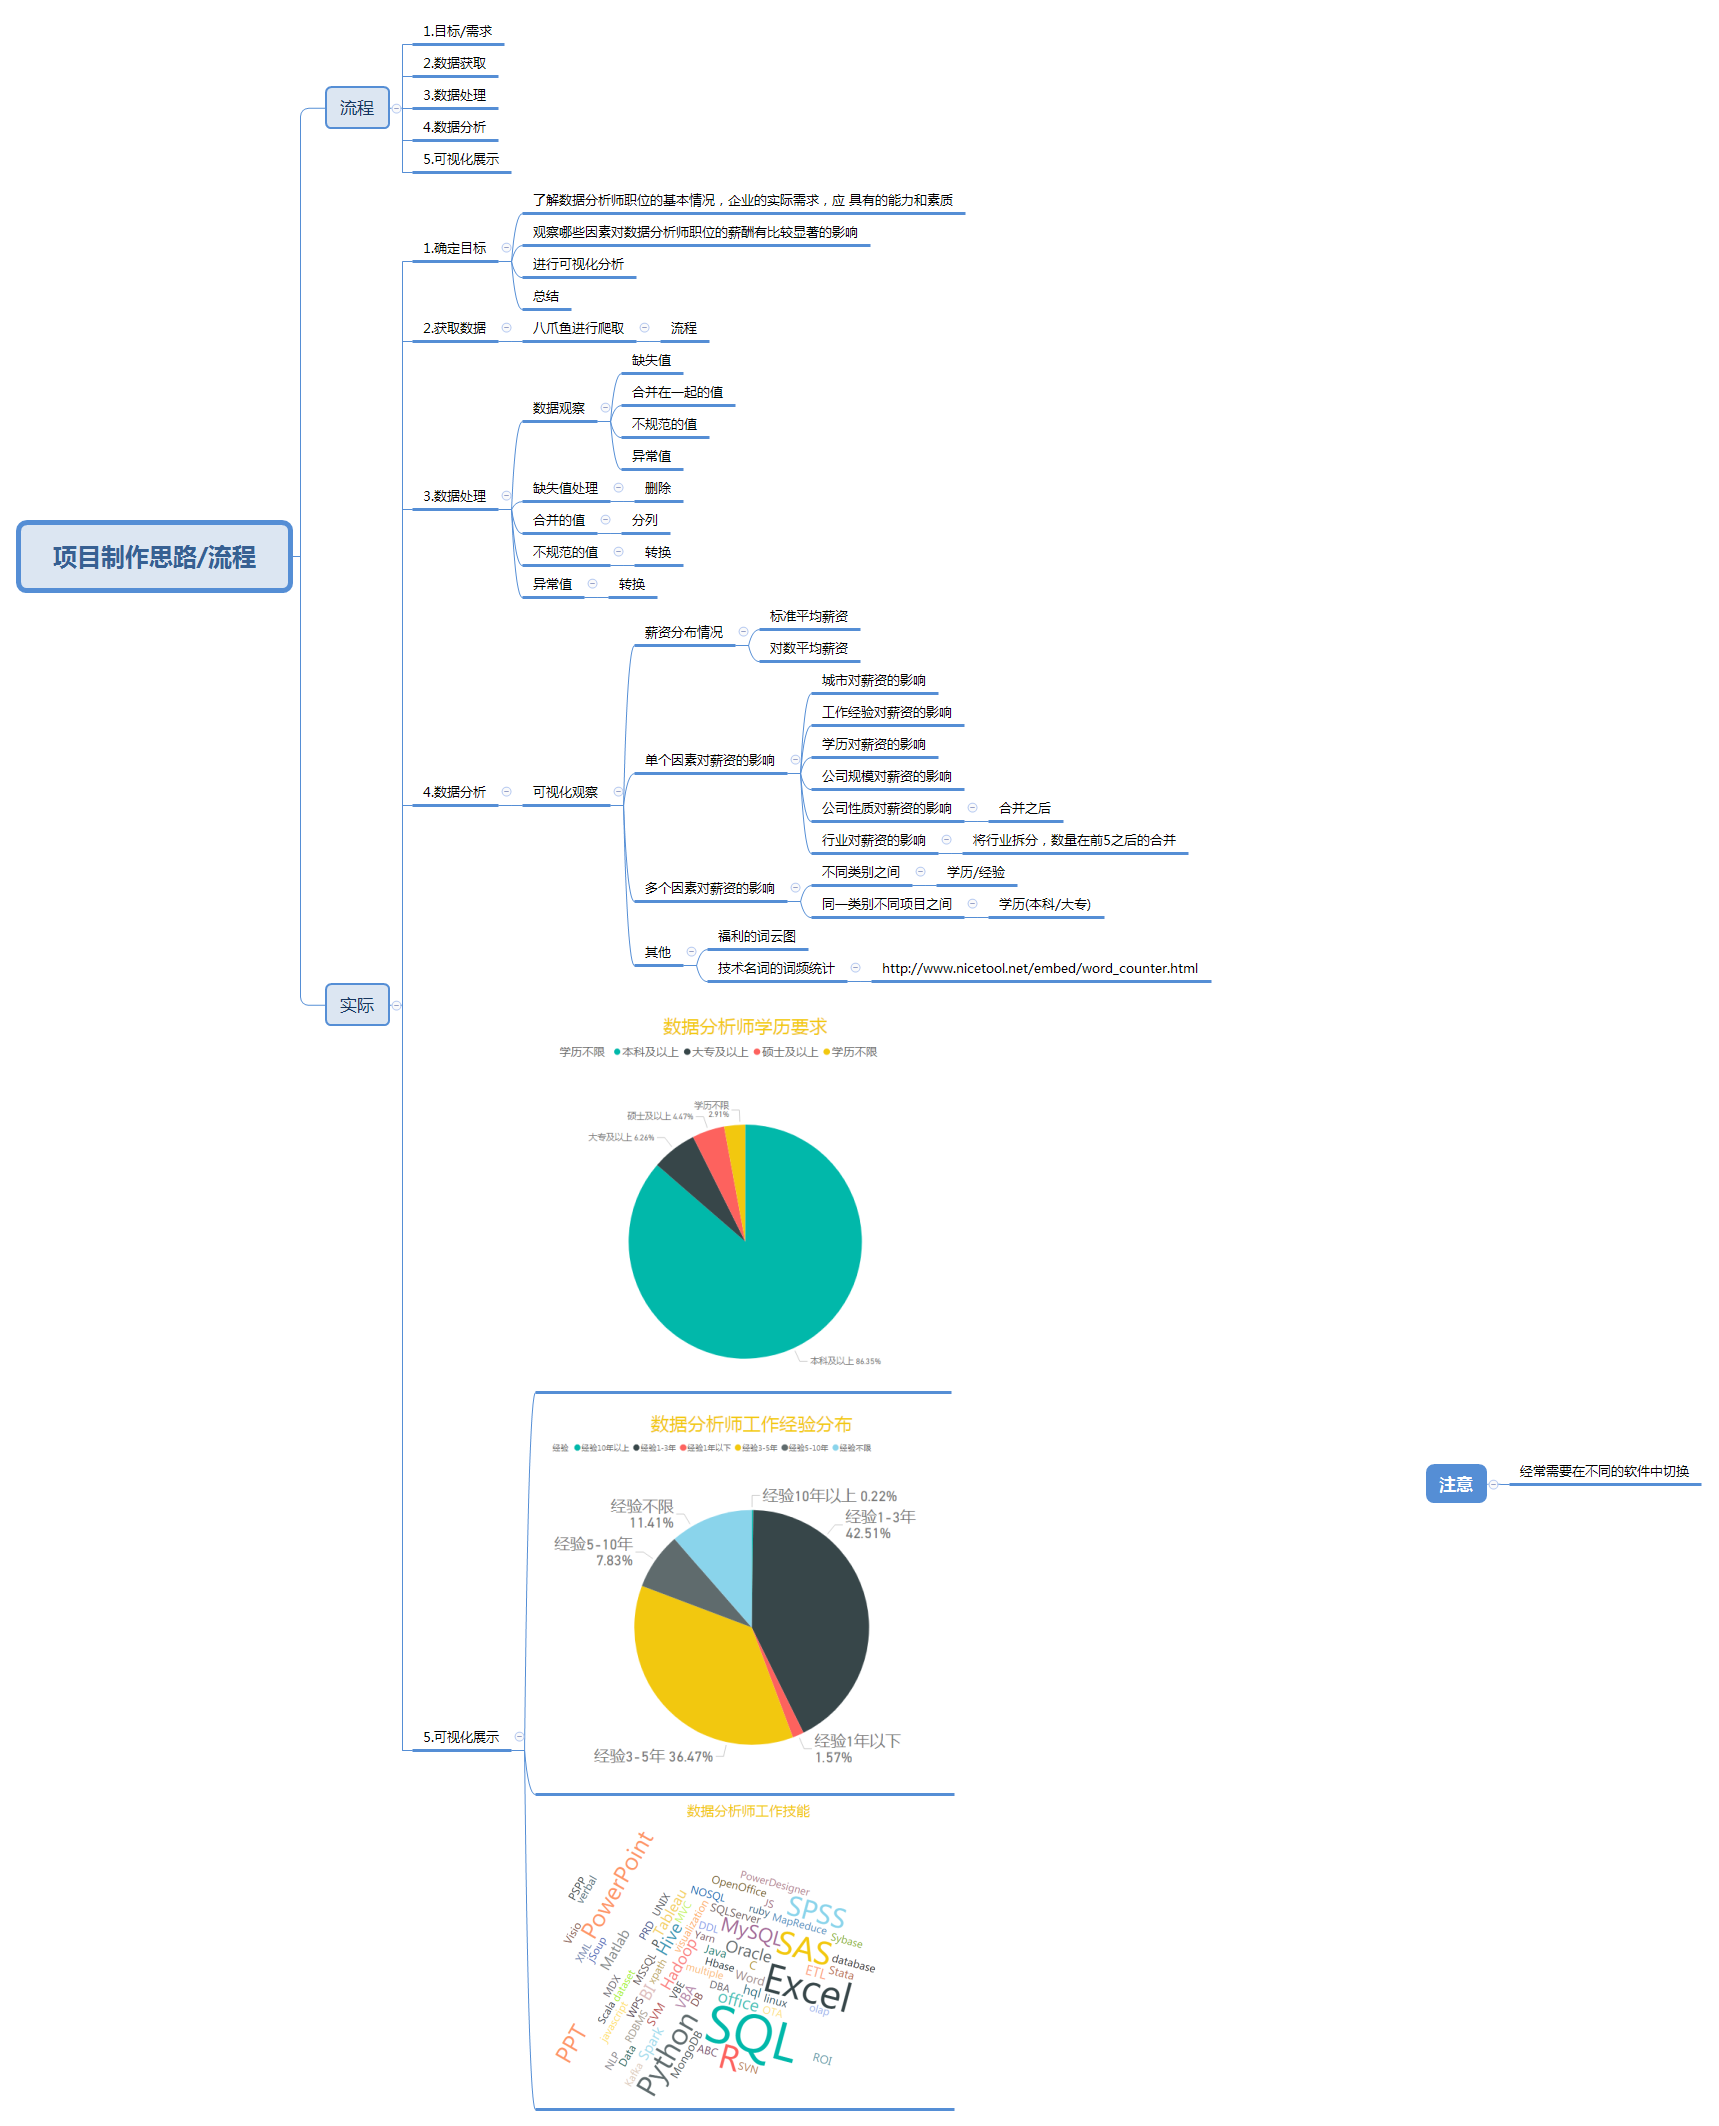 项目制作思路/流程
流程
1.目标/需求
2.数据获取
3.数据处理
4.数据分析
5.可视化展示
实际
1.确定目标
了解数据分析师职位的基本情况，企业的实际需求，应 具有的能力和素质
观察哪些因素对数据分析师职位的薪酬有比较显著的影响
进行可视化分析
总结
2.获取数据
八爪鱼进行爬取
流程
3.数据处理
数据观察
缺失值
合并在一起的值
不规范的值
异常值
缺失值处理
删除
合并的值
分列
不规范的值
转换
异常值
转换
4.数据分析
可视化观察
薪资分布情况
标准平均薪资
对数平均薪资
单个因素对薪资的影响
城市对薪资的影响
工作经验对薪资的影响
学历对薪资的影响
公司规模对薪资的影响
公司性质对薪资的影响
合并之后
行业对薪资的影响
将行业拆分，数量在前5之后的合并
多个因素对薪资的影响
不同类别之间
学历/经验
同一类别不同项目之间
学历(本科/大专)
其他
福利的词云图
技术名词的词频统计
http://www.nicetool.net/embed/word_counter.html
5.可视化展示
数据分析师学历要求
学历不限 本科及以上 大专及以上 硕士及以上 学历不限
学历不限
2.91%
硕士及以上 4.47%
大专及以上 6.26%
本科及以上 86.35%
数据分析师工作经验分布
经验 经验10年以上 经验1-3年 经验1年以下 经验3-5年 经验5-10年 经验不限
经验10年以上 0.22%
经验1-3年
42.51%
经验不限
11.41%
经验5-10年
7.83%
经验1年以下
1.57%
经验3-5年 36.47%
数据分析师工作技能
PowerPoint
PSPP
verbal
Visio
XML
jSoup
Matlab
PRD
UNIX
Tableau
MVC
visualization
P
Hive
Hadoop
MSSQL
xpath
MDX
dataset
Scala
javascript
WPS
BI
RDBMS
SVM
VBE
VBA
DB
PPT
NLP
Data
Spark
Kafka
Python
MongoDB
PowerDesigner
OpenOffice
NOSQL
JS
SPSS
SQLServer
ruby
MapReduce
DDL
MySQL
Sybase
Yarn
Java
Oracle
SAS
database
Hbase
C
ETL
Stata
multiple
Word
Excel
DBA
hql
linux
office
OTA
olap
SQL
ABC
R
SVN
ROI
注意
经常需要在不同的软件中切换